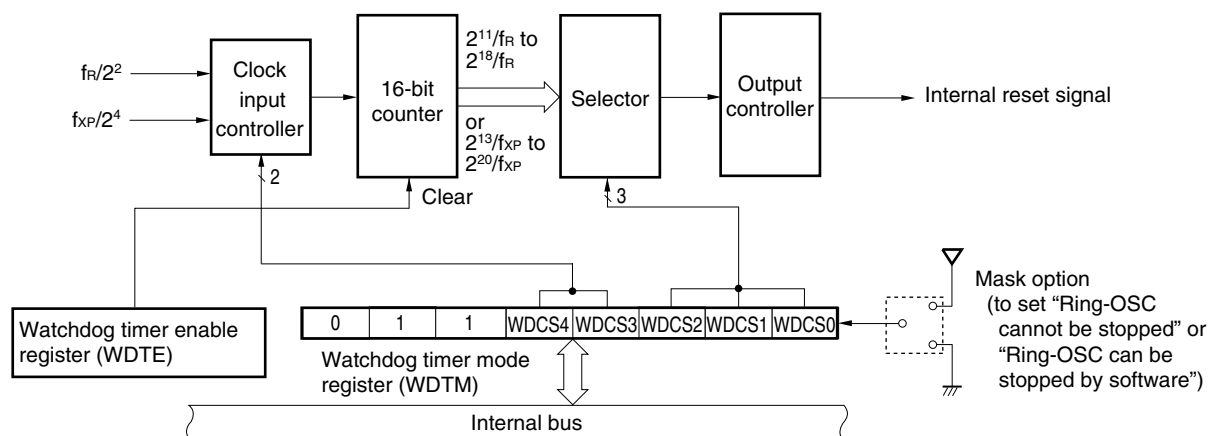 fR/2²
fXP/2⁴
Clock
input
controller
2
16-bit
counter
Clear
2¹¹/fR to
2¹⁸/fR
or
2¹³/fXP to
2²⁰/fXP
Selector
3
Output
controller
Internal reset signal
Watchdog timer enable
register (WDTE)
0 1 1 WDCS4 WDCS3 WDCS2 WDCS1 WDCS0
Watchdog timer mode
register (WDTM)
Mask option
(to set “Ring-OSC
cannot be stopped” or
“Ring-OSC can be
stopped by software”)
Internal bus